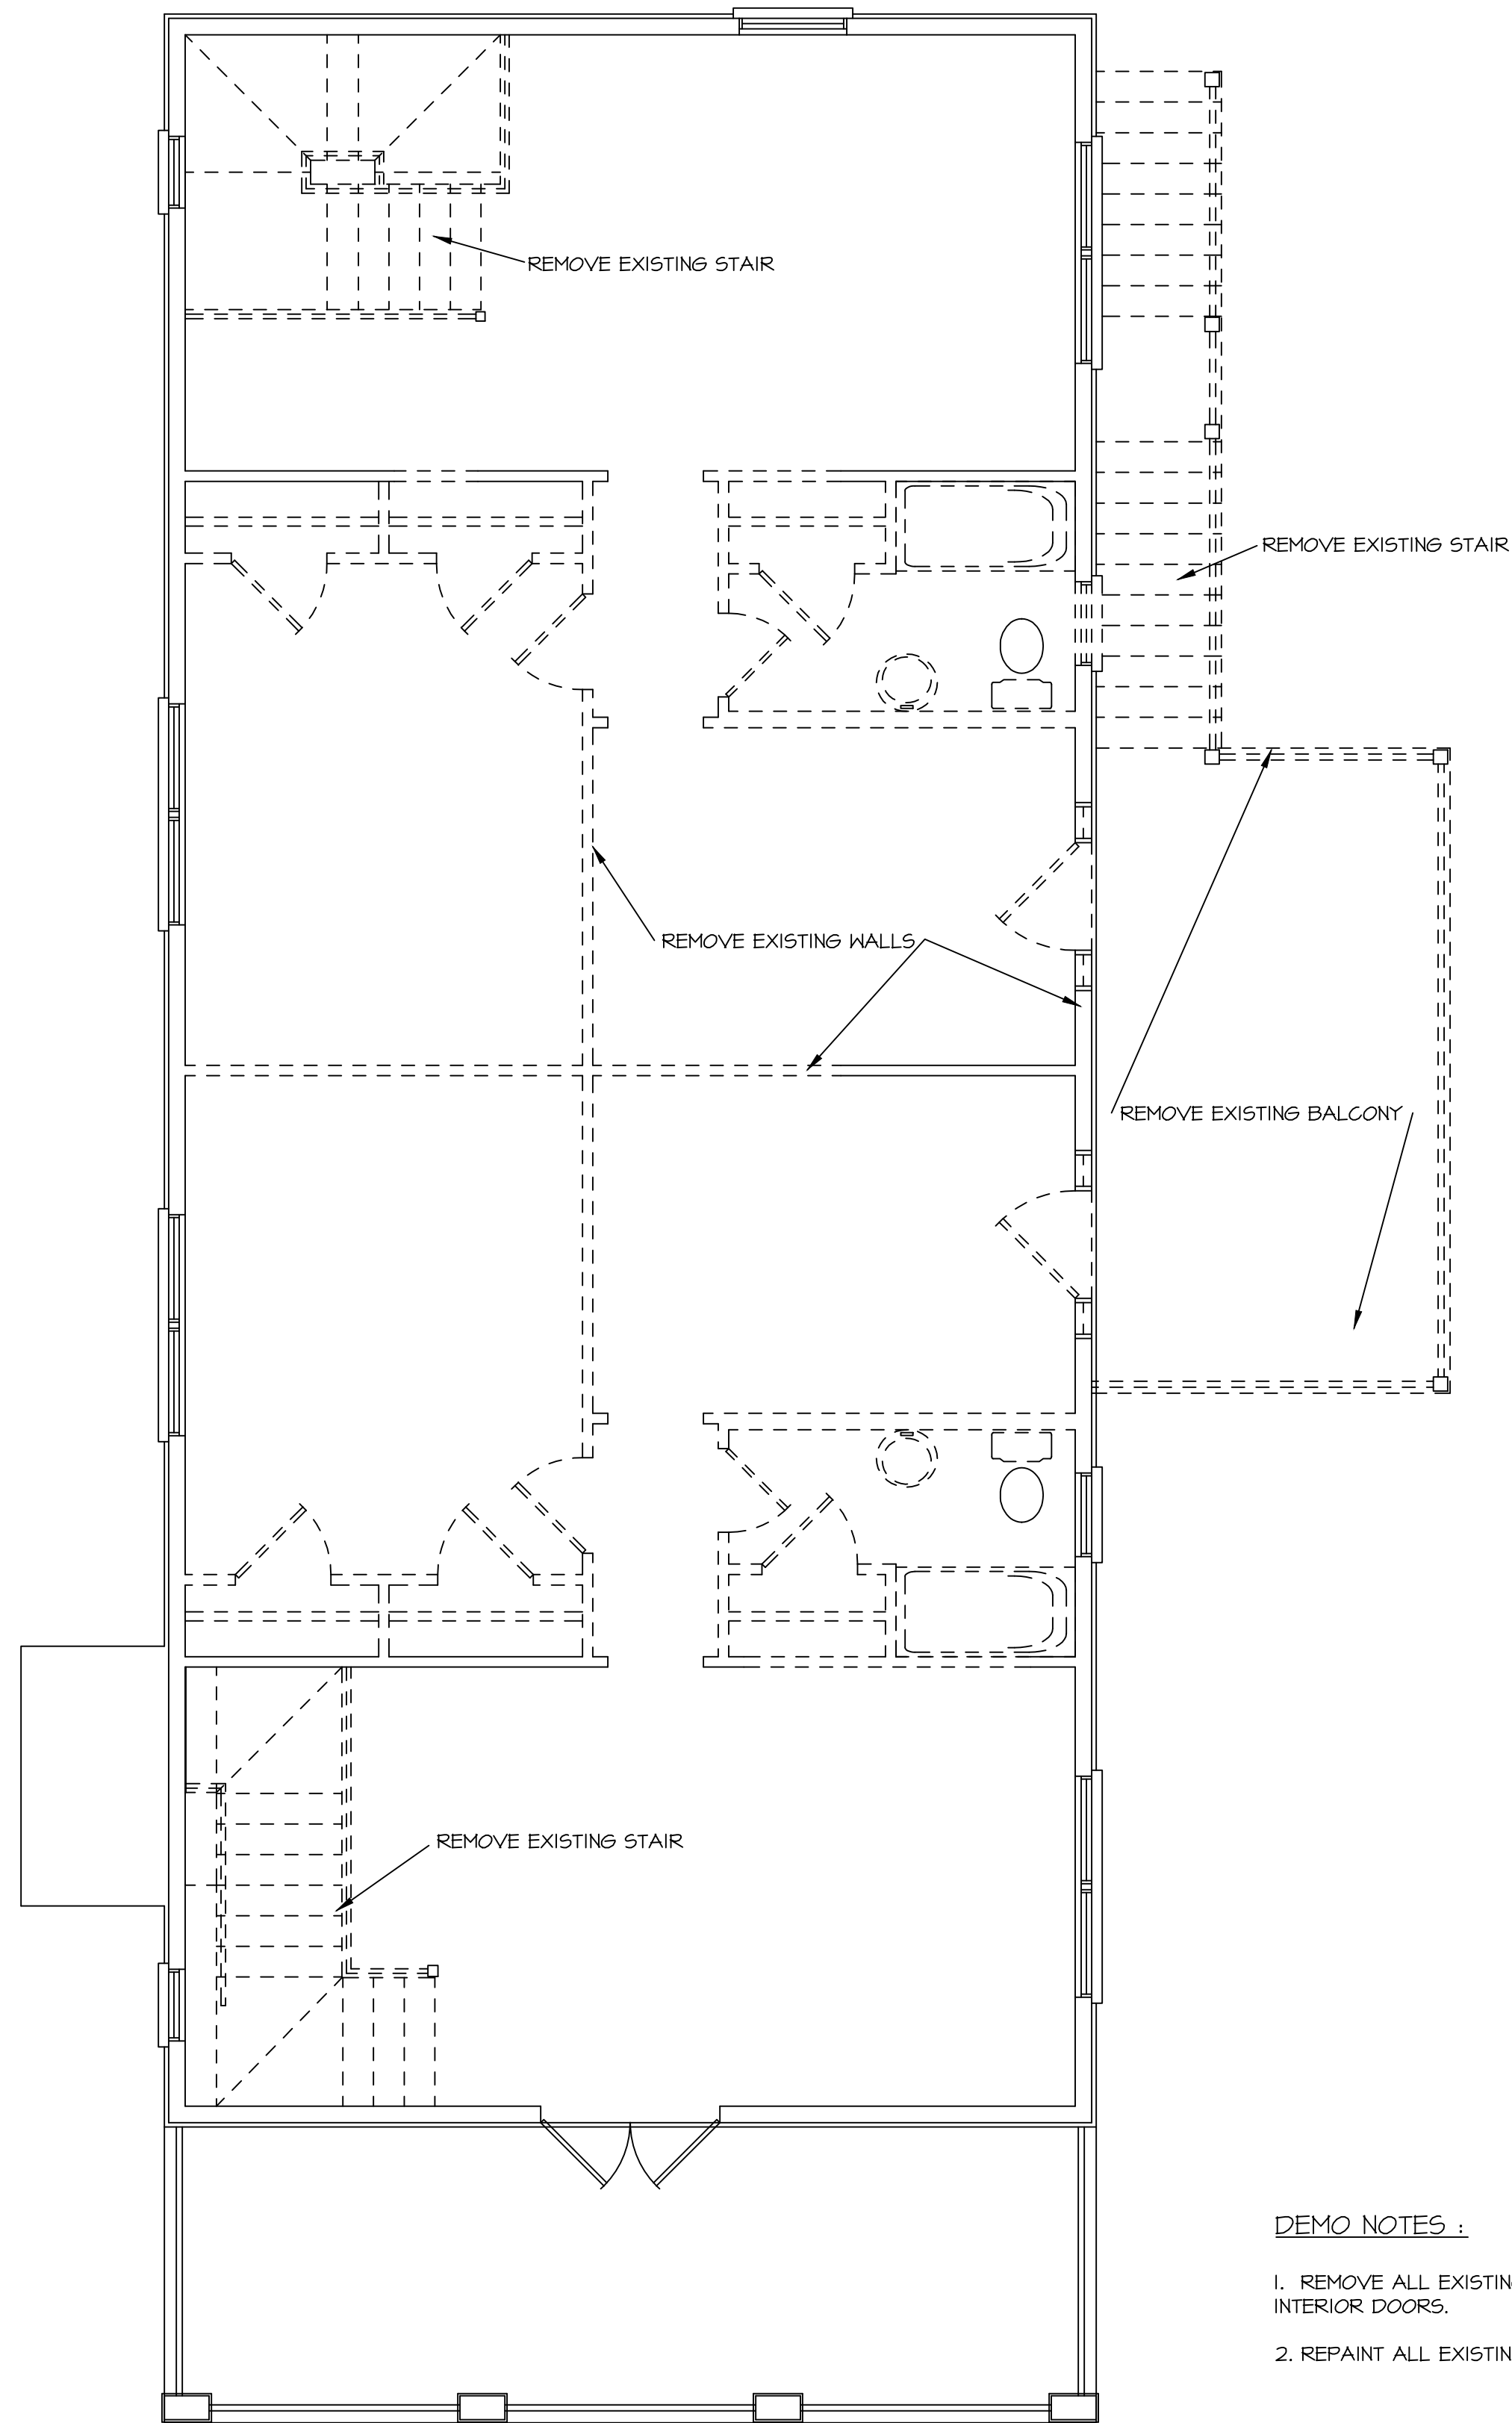 REMOVE EXISTING STAIR
REMOVE EXISTING STAIR
REMOVE EXISTING WALLS
REMOVE EXISTING BALCONY
REMOVE EXISTING STAIR
DEMO NOTES :
1. REMOVE ALL EXISTIN
INTERIOR DOORS.
2. REPAINT ALL EXISTIN